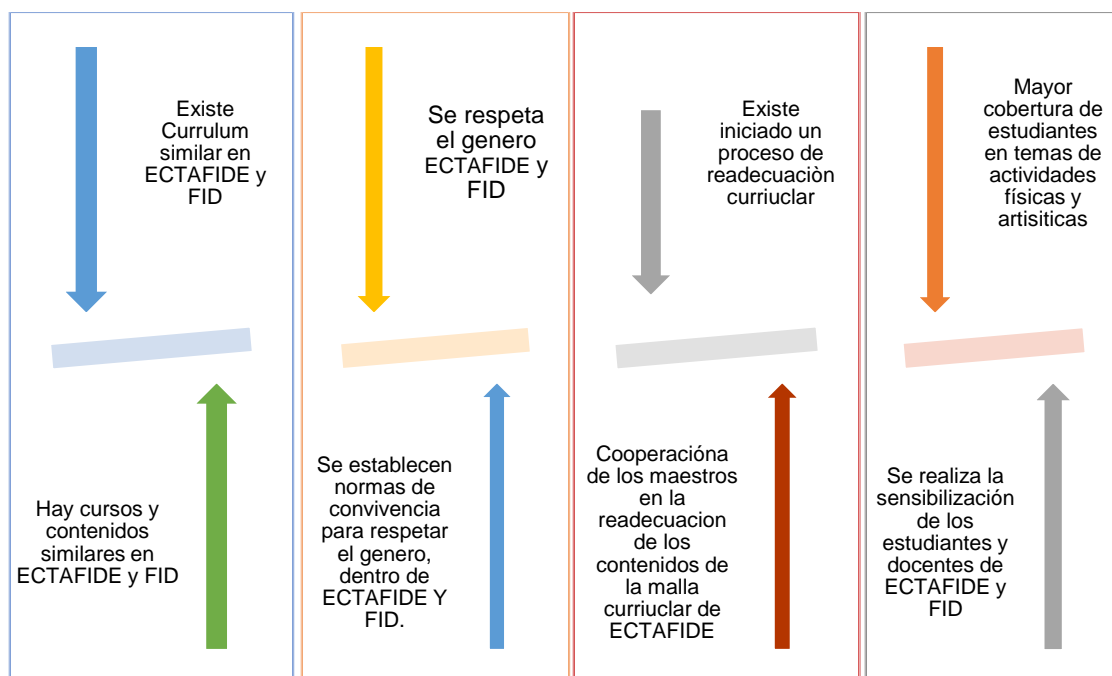 Existe
Currulum
similar en
ECTAFIDE y
FID
Hay cursos y
contenidos
similares en
ECTAFIDE y FID
Se respeta
el genero
ECTAFIDE y
FID
Se establecen
normas de
convivencia
para respetar
el genero,
dentro de
ECTAFIDE Y
FID.
Existe
iniciado un
proceso de
readecuaciòn
curriuclar
Cooperacióna
de los maestros
en la
readecuacion
de los
contenidos de
la malla
curriuclar de
ECTAFIDE
Mayor
cobertura de
estudiantes
en temas de
actividades
físicas y
artisiticas
Se realiza la
sensibilización
de los
estudiantes y
docentes de
ECTAFIDE y
FID